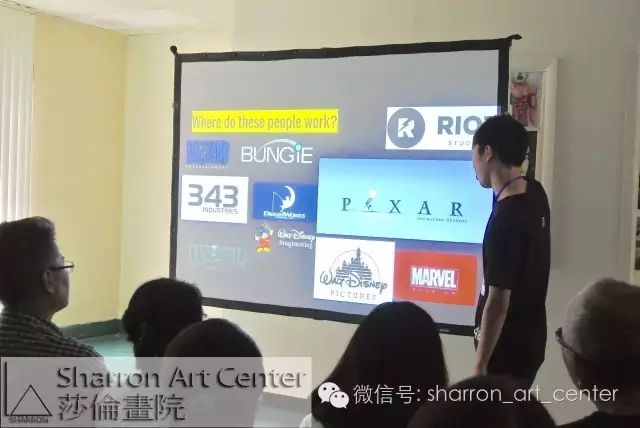 Where do these people work?
RIOT
STUD
BUNGiE
343
INDUSTRIES
DREAMWORKS
PIXAR
ANIMATION STUDIOS
WALT DISNEY
Imagineering
WALT DISNEY
PICTURES
MARVEL
Sharron Art Center
莎倫畫院
SHARRON
微信号: sharron_art_center